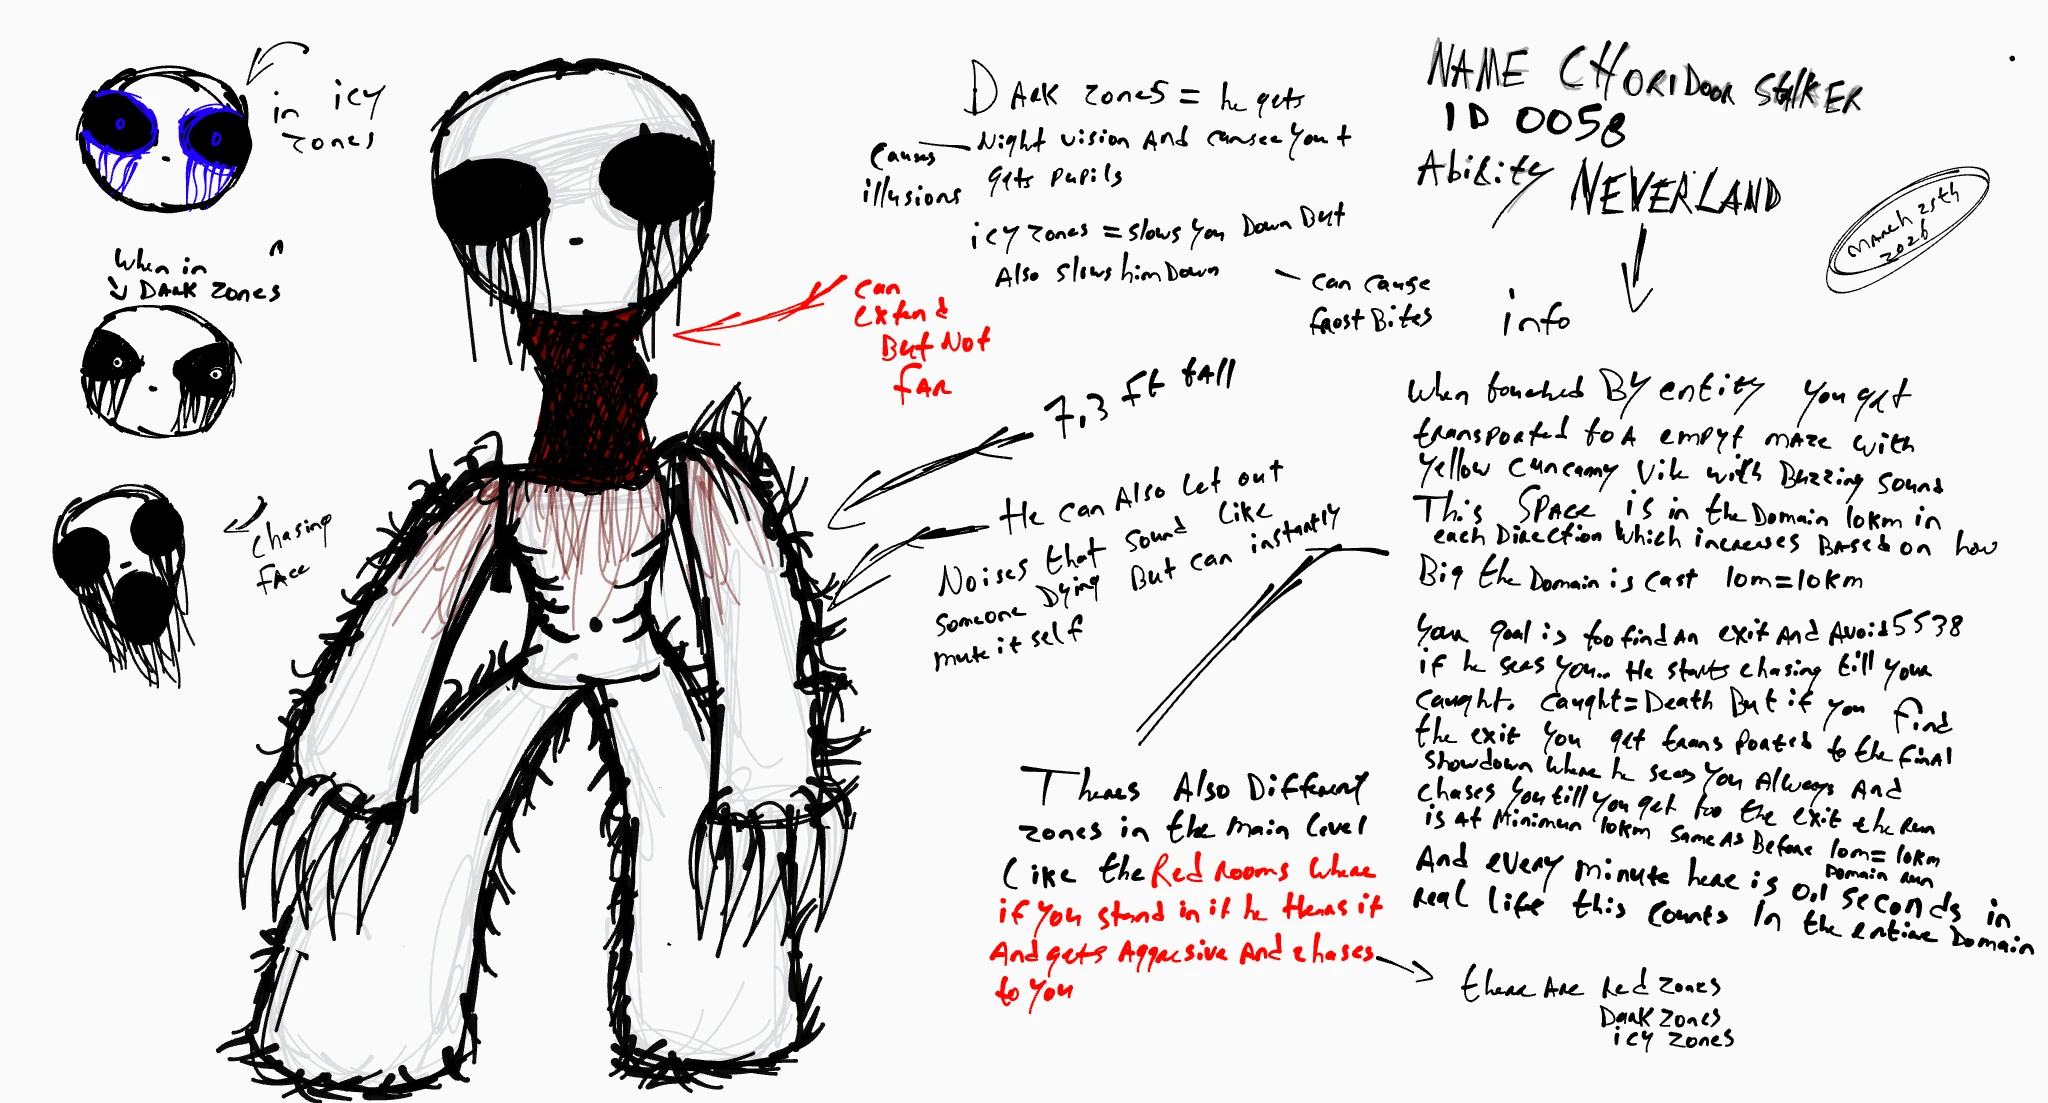 NAME CHORIDoor StalkER
ID 0058
Ability NEVERLAND
March 25th
2026
info
in icy
zones
When in
Dark zones
chasing
face
Dark zones = he gets
Night vision And cansee you +
gets pupils
causes
illusions
icy zones = slows you Down But
Also slows him Down
can cause
frost Bites
can
extend
But Not
far
7,3 ft tall
He can Also let out
Noises that sound like
someone Dying But can instantly
mute it self
Theres Also Different
zones in the main level
Like the Red rooms where
if you stand in it he Hears it
And gets Aggresive And chases
to you
there Are Red zones
Dark zones
icy zones
When touched By entity you get
transported to A empyt maze with
yellow Vibe with Buzzing sound
This Space is in the Domain 10km in
each Direction Which increases Based on how
Big the Domain is cast 10m=10km
Your goal is too find An exit And Avoid 5538
if he sees you.. He starts chasing till your
caught. Caught=Death But if you find
the exit you get transported to the final
showdown where he sees you Always And
chases you till you get too the exit the Run
is at Minimum 10km same As Before 10m=10km
Domain run
And every minute here is 0,1 seconds in
real life this counts In the entire Domain